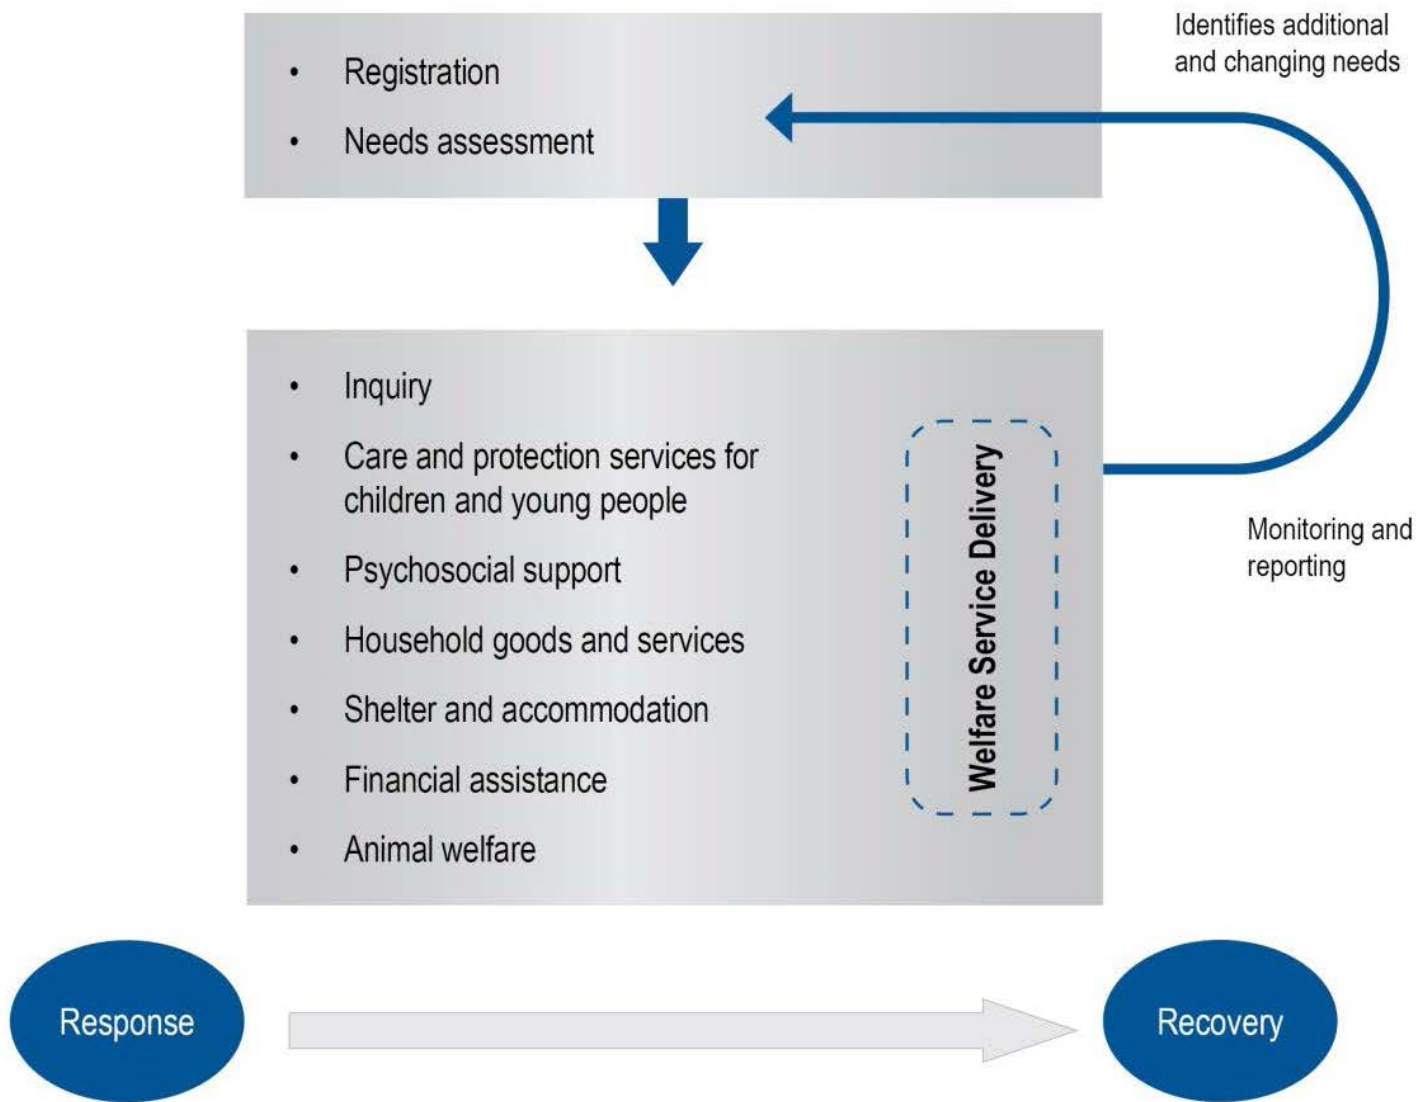 Identifies additional
and changing needs
• Registration
• Needs assessment
• Inquiry
• Care and protection services for
children and young people
• Psychosocial support
• Household goods and services
• Shelter and accommodation
• Financial assistance
• Animal welfare
Welfare Service Delivery
Monitoring and
reporting
Response
Recovery